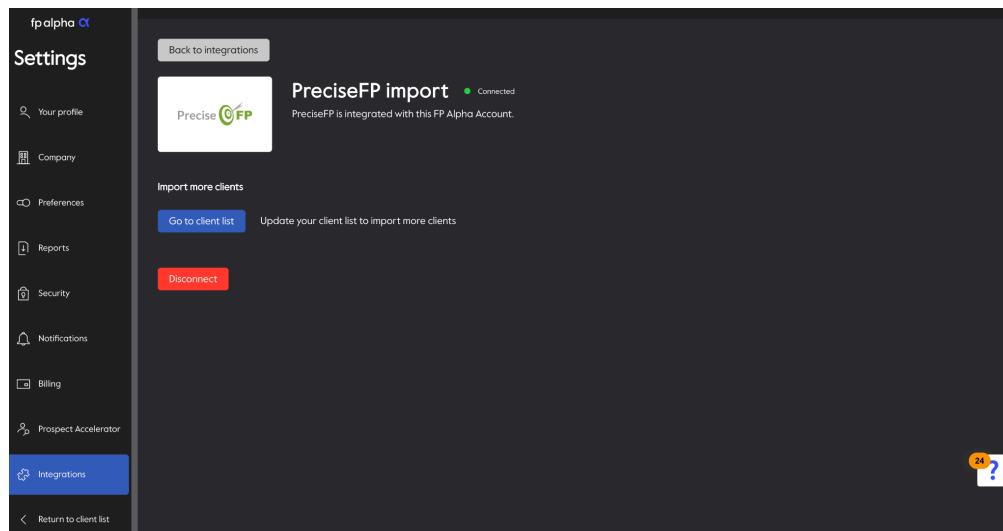 fp alpha α
Settings
Your profile
Company
Preferences
Reports
Security
Notifications
Billing
Prospect Accelerator
Integrations
Return to client list
Back to integrations
Precise FP
PreciseFP import
Connected
PreciseFP is integrated with this FP Alpha Account.
Import more clients
Go to client list
Update your client list to import more clients
Disconnect
24
?